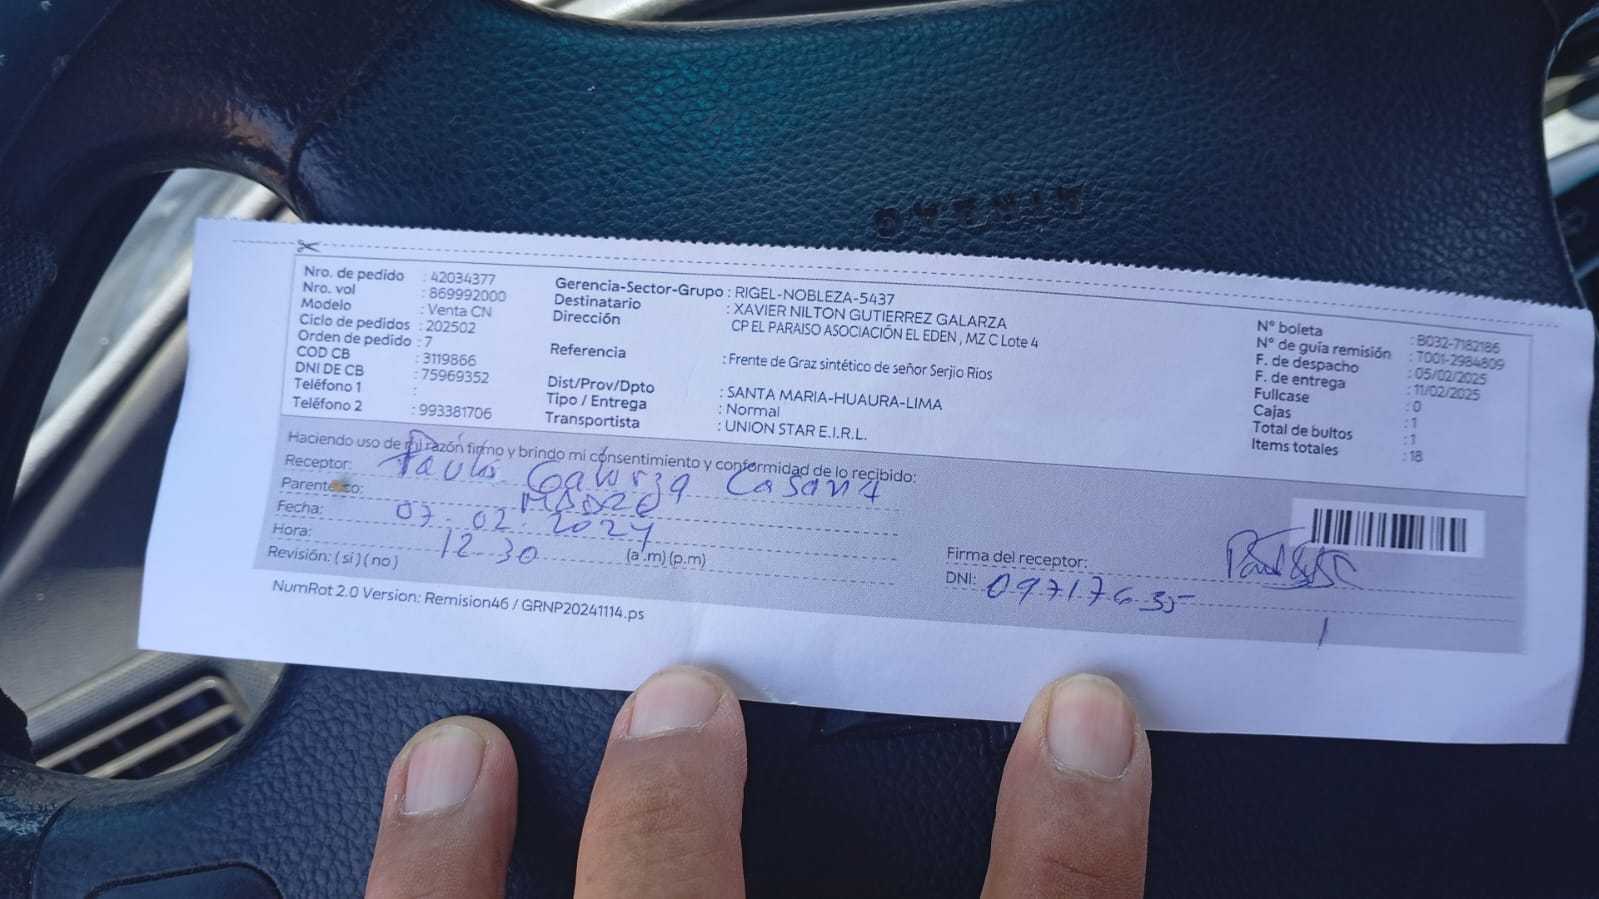 Nro. de pedido : 42034377
Nro. vol : 869992000
Modelo : Venta CN
Ciclo de pedidos : 202502
Orden de pedido : 7
COD CB : 3119866
DNI DE CB : 75969352
Teléfono 1 :
Teléfono 2 : 993381706
Gerencia-Sector-Grupo : RIGEL-NOBLEZA-5437
Destinatario : XAVIER NILTON GUTIERREZ GALARZA
Dirección CP EL PARAISO ASOCIACIÓN EL EDEN , MZ C Lote 4
Referencia : Frente de Graz sintético de señor Serjio Rios
Dist/Prov/Dpto : SANTA MARIA-HUAURA-LIMA
Tipo / Entrega : Normal
Transportista : UNION STAR E.I.R.L.
N° boleta : B032-7182186
N° de guía remisión : T001-2984809
F. de despacho : 05/02/2025
F. de entrega : 11/02/2025
Fullcase : 0
Cajas : 1
Total de bultos : 1
Items totales : 18
Haciendo uso de mi razón firmo y brindo mi consentimiento y conformidad de lo recibido:
Receptor: Galarza
Parentesco: MADRE
Fecha: 07.02.2024
Hora: 12-30 (a .m) (p.m)
Revisión: ( si ) ( no )
Firma del receptor:
DNI: 09717635
NumRot 2.0 Version: Remision46 / GRNP20241114.ps